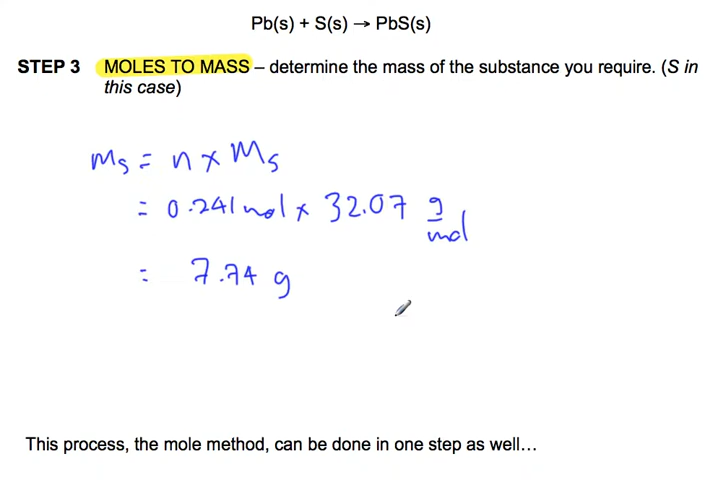 Pb(s) + S(s) → PbS(s)
STEP 3 MOLES TO MASS – determine the mass of the substance you require. (S in
this case)
mₛ = n × Mₛ
= 0.241 mol × 32.07 g/mol
= 7.74 g
This process, the mole method, can be done in one step as well…